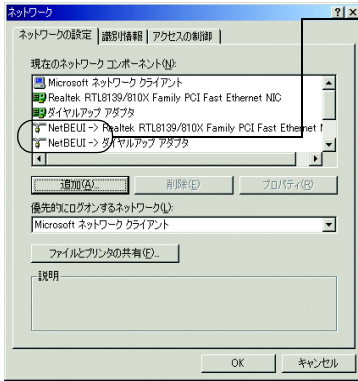 ネットワーク
ネットワークの設定 識別情報 アクセスの制御
現在のネットワーク コンポーネント(N):
Microsoft ネットワーク クライアント
Realtek RTL8139/810X Family PCI Fast Ethernet NIC
ダイヤルアップ アダプタ
NetBEUI -> Realtek RTL8139/810X Family PCI Fast Ethernet
NetBEUI -> ダイヤルアップ アダプタ
追加(A)... 削除(E) プロパティ(R)
優先的にログオンするネットワーク(L):
Microsoft ネットワーク クライアント
ファイルとプリンタの共有(F)...
説明
OK キャンセル